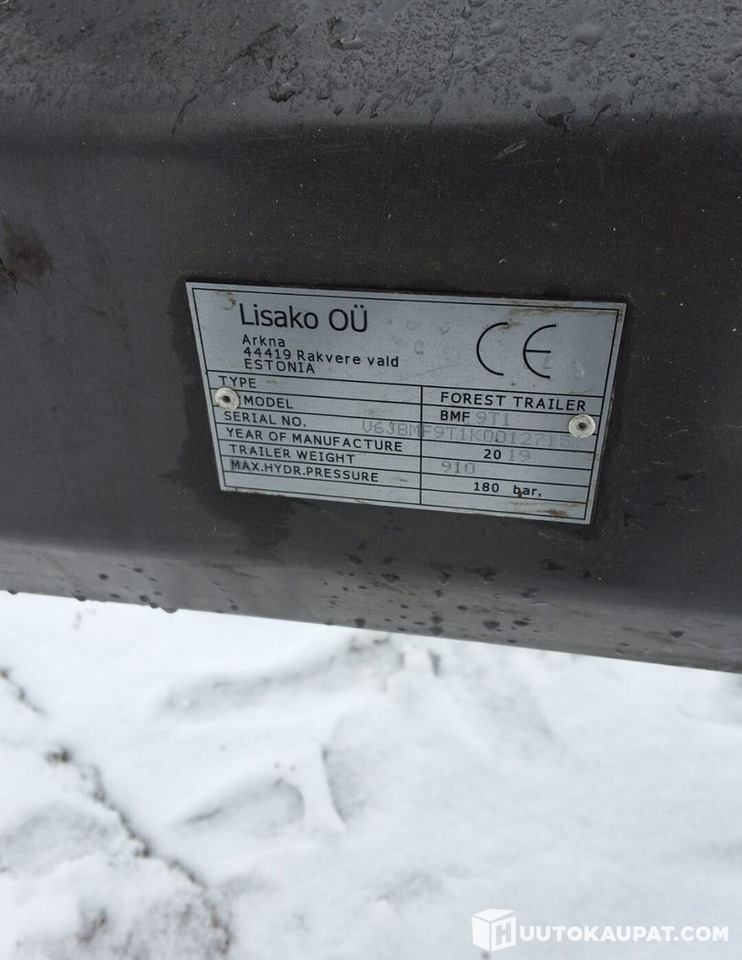 Lisako OÜ
Arkna
44419 Rakvere vald
ESTONIA
CE
TYPE FOREST TRAILER
MODEL BMF 9T1
SERIAL NO. V6JBMF9T1K0012715
YEAR OF MANUFACTURE 2019
TRAILER WEIGHT 910
MAX.HYDR.PRESSURE 180 bar.
HUUTOKAUPAT.COM